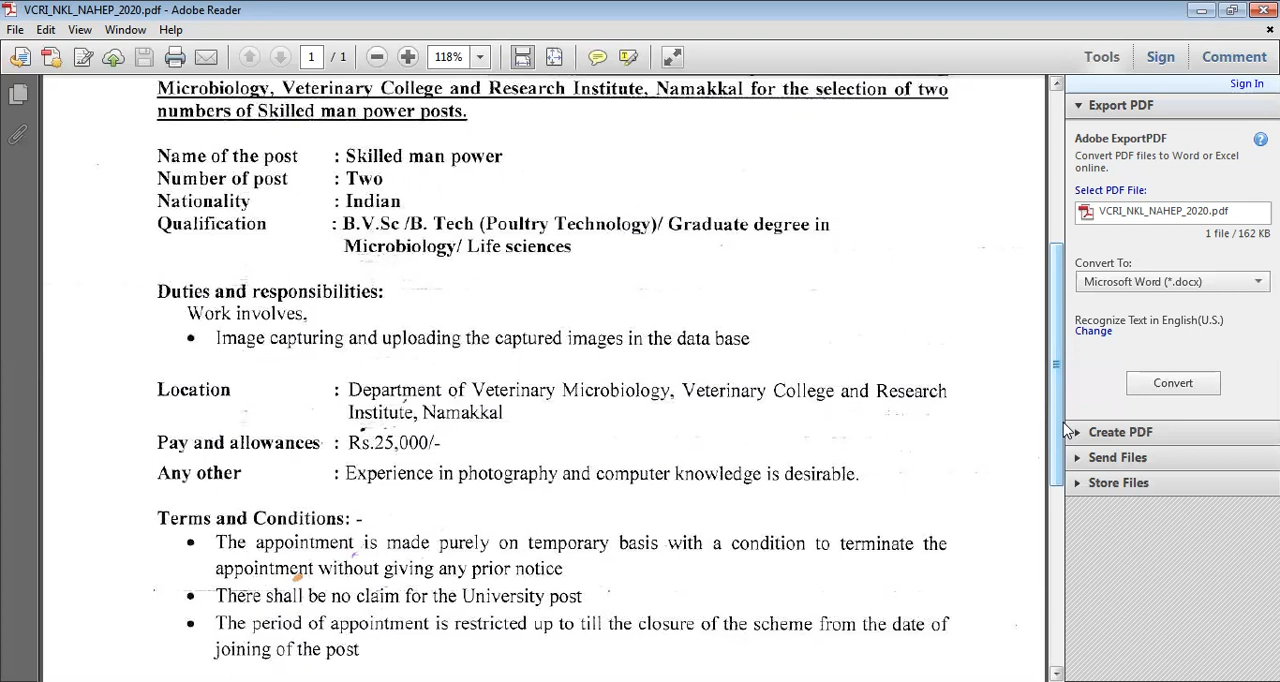 VCRI_NKL_NAHEP_2020.pdf - Adobe Reader
File Edit View Window Help
1 / 1 118% Tools Sign Comment
Microbiology, Veterinary College and Research Institute, Namakkal for the selection of two
numbers of Skilled man power posts.
Name of the post : Skilled man power
Number of post : Two
Nationality : Indian
Qualification : B.V.Sc /B. Tech (Poultry Technology)/ Graduate degree in
Microbiology/ Life sciences
Duties and responsibilities:
Work involves,
• Image capturing and uploading the captured images in the data base
Location : Department of Veterinary Microbiology, Veterinary College and Research
Institute, Namakkal
Pay and allowances : Rs.25,000/-
Any other : Experience in photography and computer knowledge is desirable.
Terms and Conditions: -
• The appointment is made purely on temporary basis with a condition to terminate the
appointment without giving any prior notice
• There shall be no claim for the University post
• The period of appointment is restricted up to till the closure of the scheme from the date of
joining of the post
Sign In
Export PDF
Adobe ExportPDF
Convert PDF files to Word or Excel
online.
Select PDF File:
VCRI_NKL_NAHEP_2020.pdf
1 file / 162 KB
Convert To:
Microsoft Word (*.docx)
Recognize Text in English(U.S.)
Change
Convert
Create PDF
Send Files
Store Files